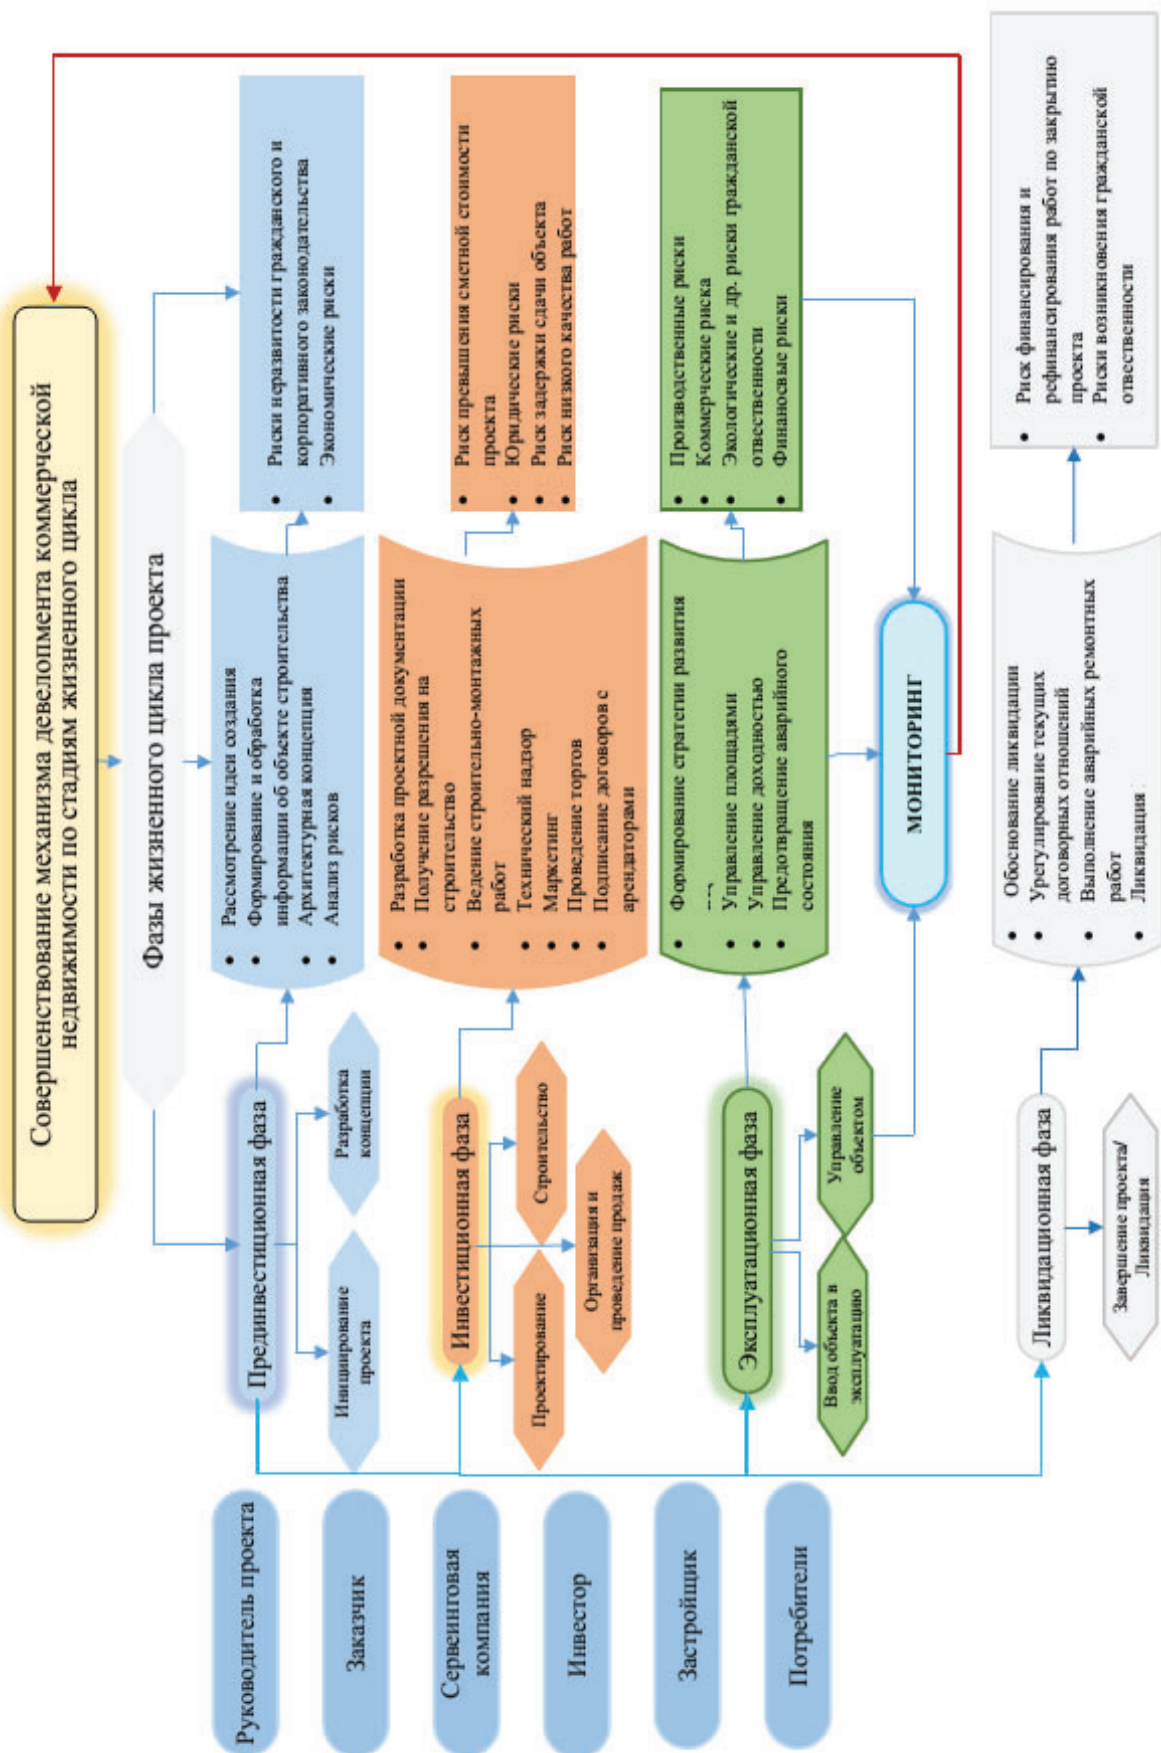 Совершенствование механизма девелопмента коммерческой
недвижимости по стадиям жизненного цикла
Фазы жизненного цикла проекта
Руководитель проекта
Заказчик
Сервеинговая
компания
Инвестор
Застройщик
Потребители
Прединвестиционная фаза
Инициирование
проекта
Разработка
концепции
• Рассмотрение идеи создания
• Формирование и обработка
информации об объекте строительства
• Архитектурная концепция
• Анализ рисков
• Риски неразвитости гражданского и
корпоративного законодательства
• Экономические риски
Инвестиционная фаза
Проектирование
Строительство
Организация и
проведение продаж
• Разработка проектной документации
• Получение разрешения на
строительство
• Ведение строительно-монтажных
работ
• Технический надзор
• Маркетинг
• Проведение торгов
• Подписание договоров с
арендаторами
• Риск превышения сметной стоимости
проекта
• Юридические риски
• Риск задержки сдачи объекта
• Риск низкого качества работ
Эксплуатационная фаза
Ввод объекта в
эксплуатацию
Управление
объектом
• Формирование стратегии развития
• Управление площадями
• Управление доходностью
• Предотвращение аварийного
состояния
• Производственные риски
• Коммерческие риска
• Экологические и др. риски гражданской
отвественности
• Финаносвые риски
МОНИТОРИНГ
Ликвидационная фаза
Завершение проекта/
Ликвидация
• Обоснование ликвидации
• Урегулирование текущих
договорных отношений
• Выполнение аварийных ремонтных
работ
• Ликвидация
• Риск финансирования и
рефинансирования работ по закрытию
проекта
• Риски возникновения гражданской
отвестенности